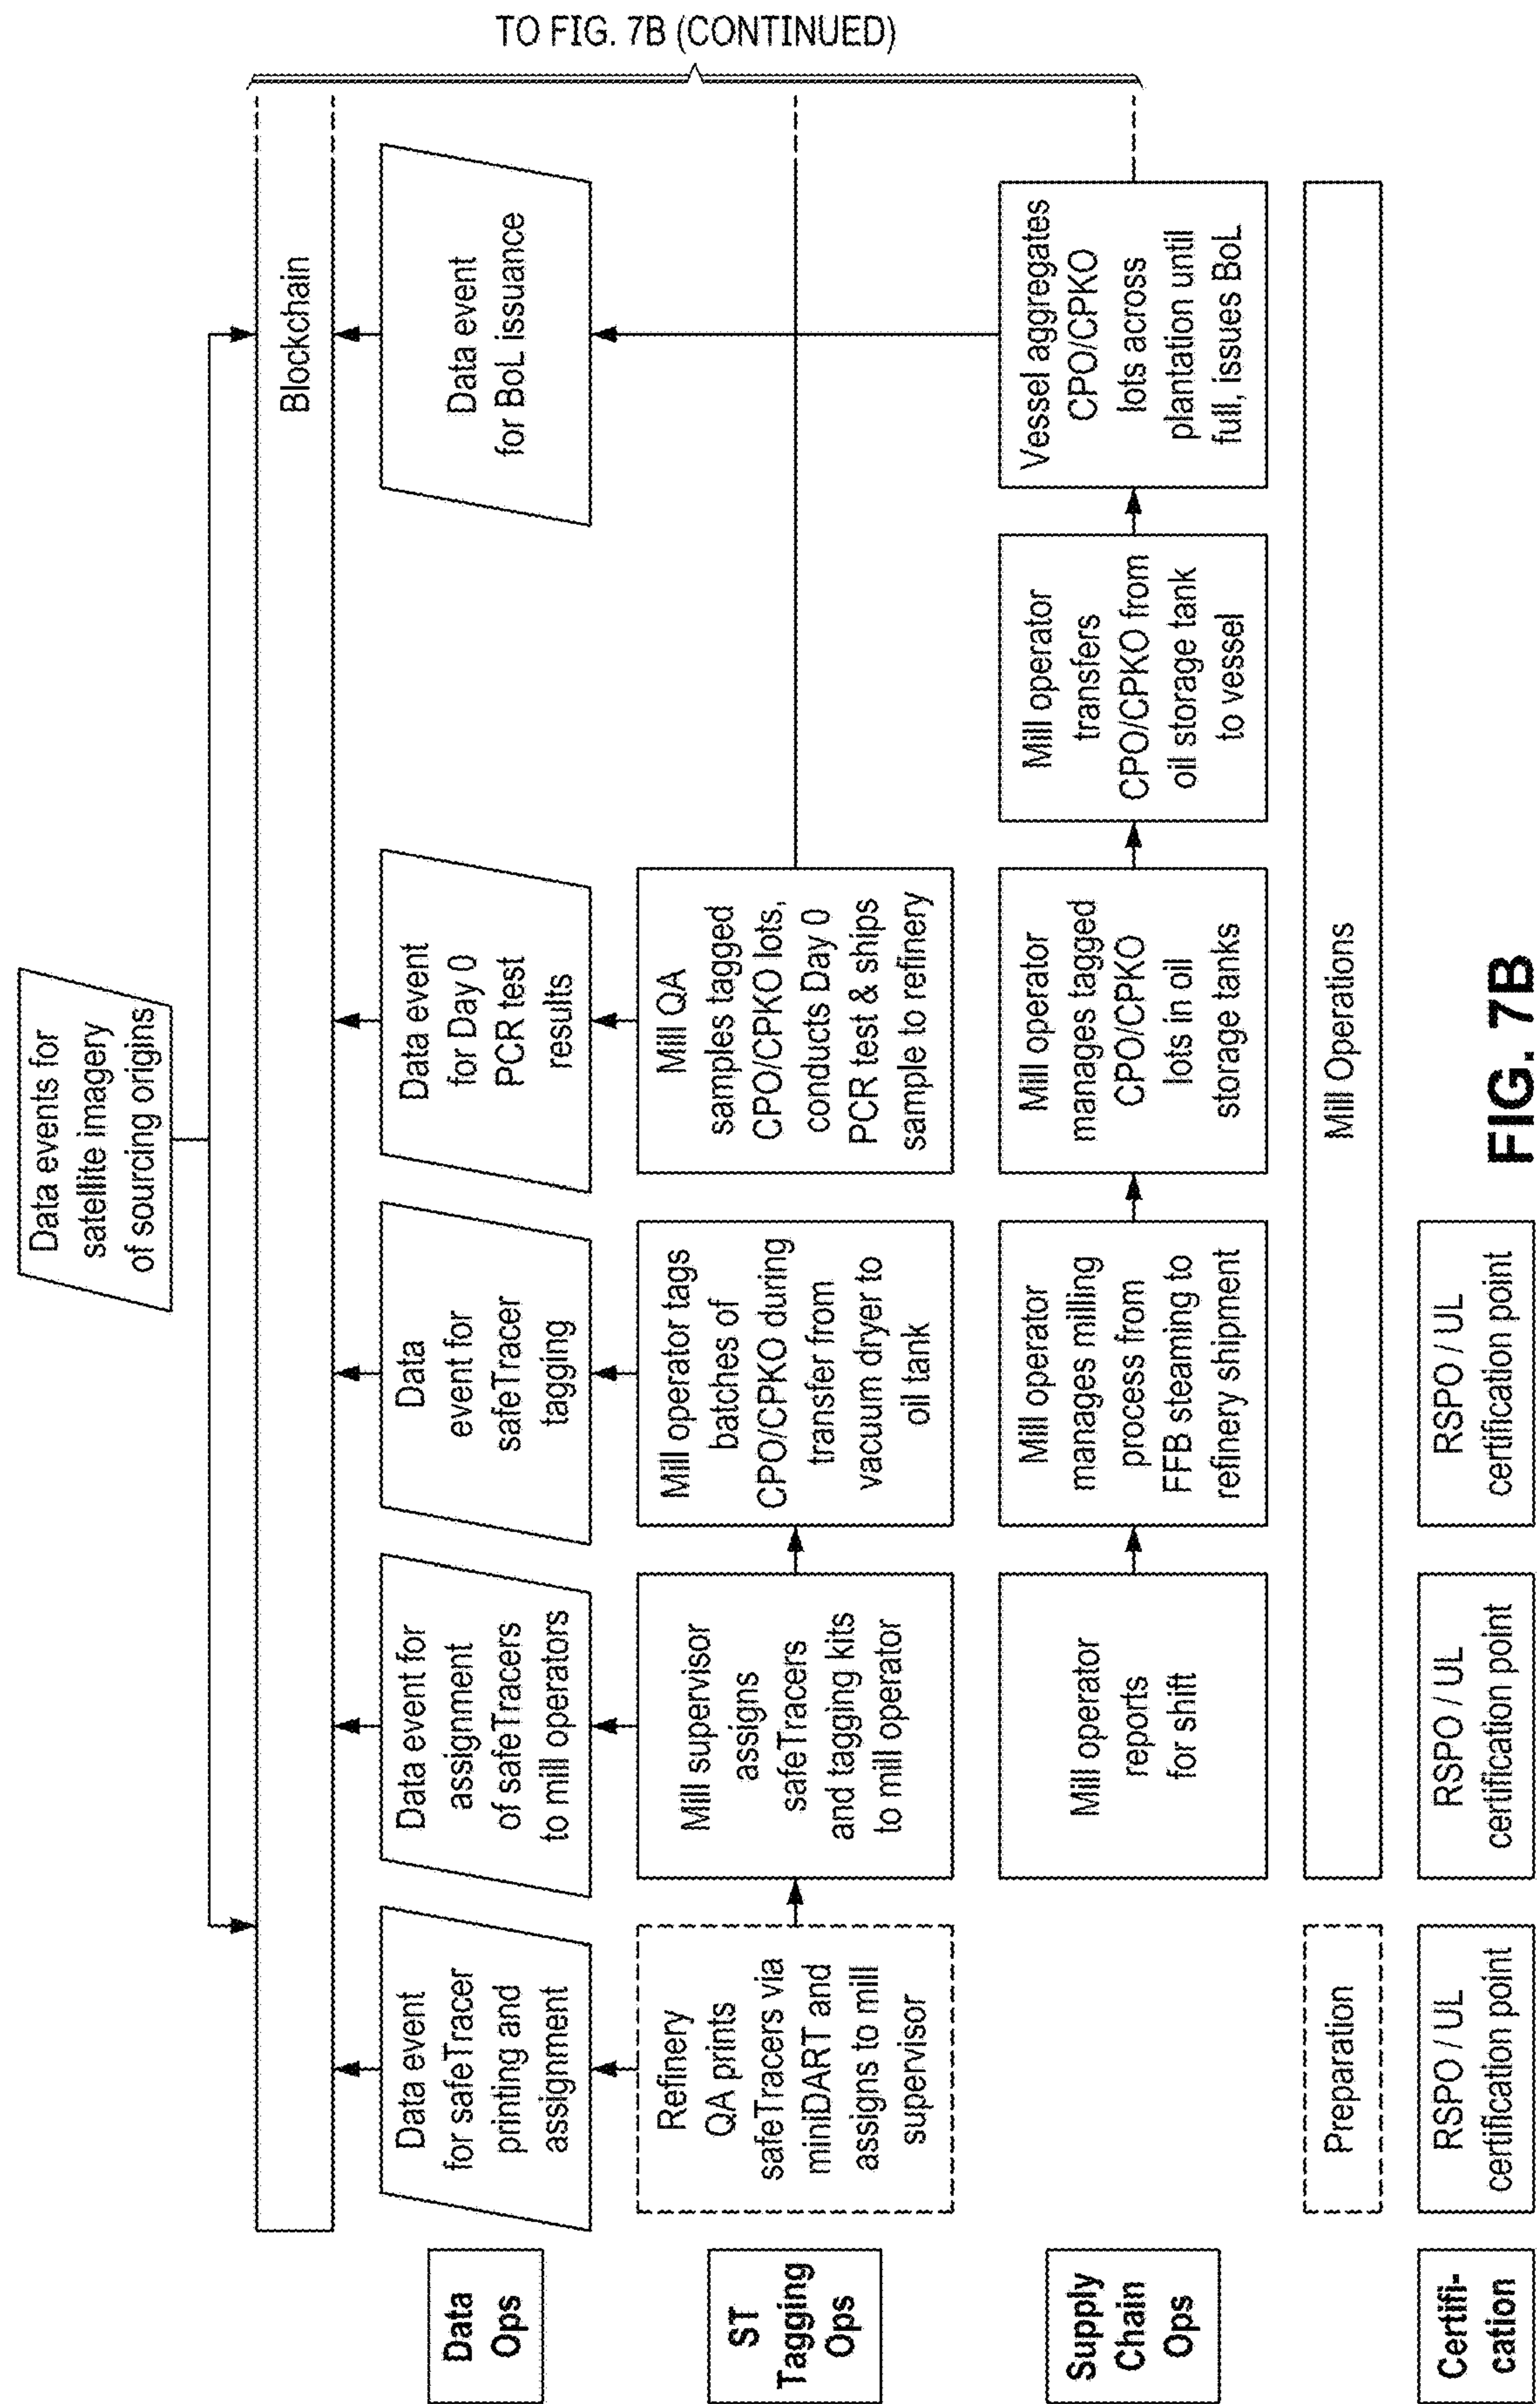 TO FIG. 7B (CONTINUED)
Data events for
satellite imagery
of sourcing origins
Blockchain
Data
Ops
Data event
for safeTracer
printing and
assignment
Data event for
assignment
of safeTracers
to mill operators
Data
event for
safeTracer
tagging
Data event
for Day 0
PCR test
results
Data event
for BoL issuance
ST
Tagging
Ops
Refinery
QA prints
safeTracers via
miniDART and
assigns to mill
supervisor
Mill supervisor
assigns
safeTracers
and tagging kits
to mill operator
Mill operator tags
batches of
CPO/CPKO during
transfer from
vacuum dryer to
oil tank
Mill QA
samples tagged
CPO/CPKO lots,
conducts Day 0
PCR test & ships
sample to refinery
Supply
Chain
Ops
Mill operator
reports
for shift
Mill operator
manages milling
process from
FFB steaming to
refinery shipment
Mill operator
manages tagged
CPO/CPKO
lots in oil
storage tanks
Mill operator
transfers
CPO/CPKO from
oil storage tank
to vessel
Vessel aggregates
CPO/CPKO
lots across
plantation until
full, issues BoL
Preparation
Mill Operations
Certifi-
cation
RSPO / UL
certification point
RSPO / UL
certification point
RSPO / UL
certification point
FIG. 7B